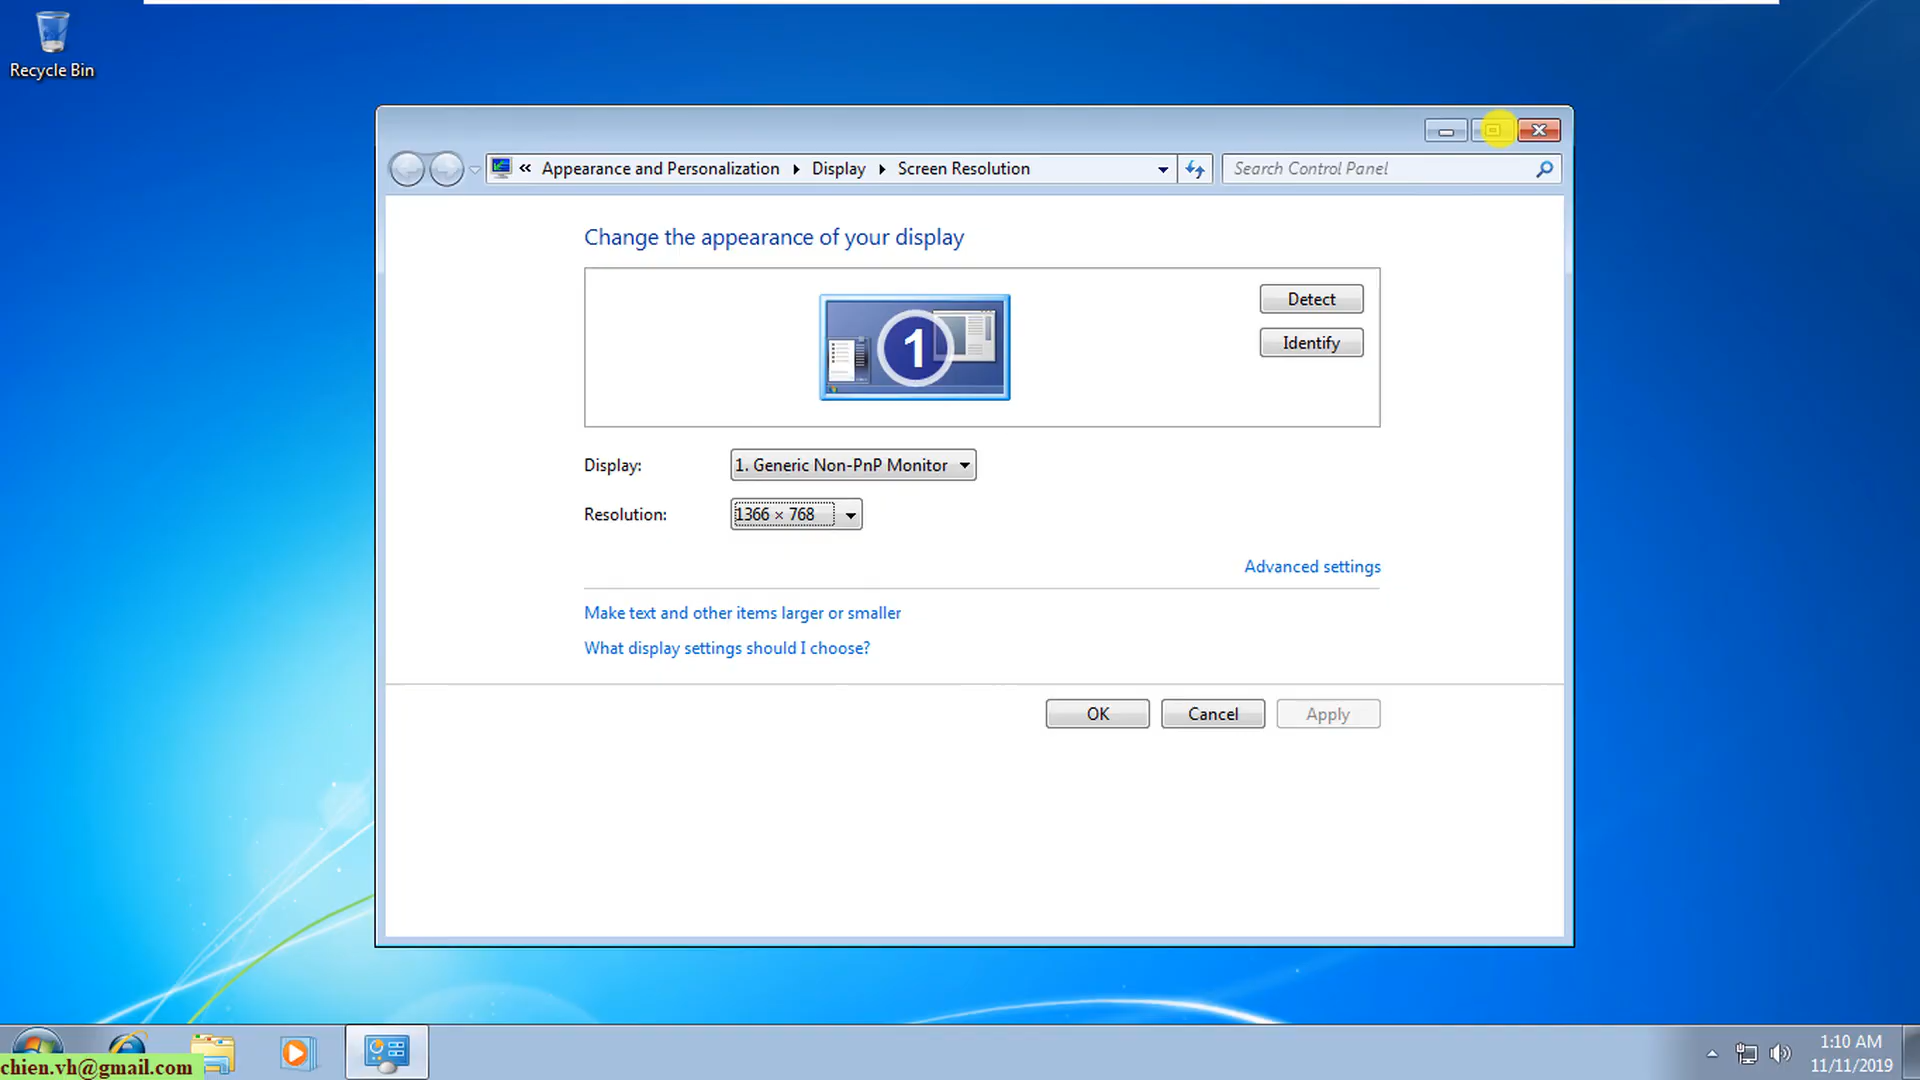 Recycle Bin
« Appearance and Personalization Display Screen Resolution
Search Control Panel
Change the appearance of your display
1
Detect
Identify
Display: 1. Generic Non-PnP Monitor
Resolution: 1366 × 768
Advanced settings
Make text and other items larger or smaller
What display settings should I choose?
OK Cancel Apply
chien.vh@gmail.com
1:10 AM
11/11/2019